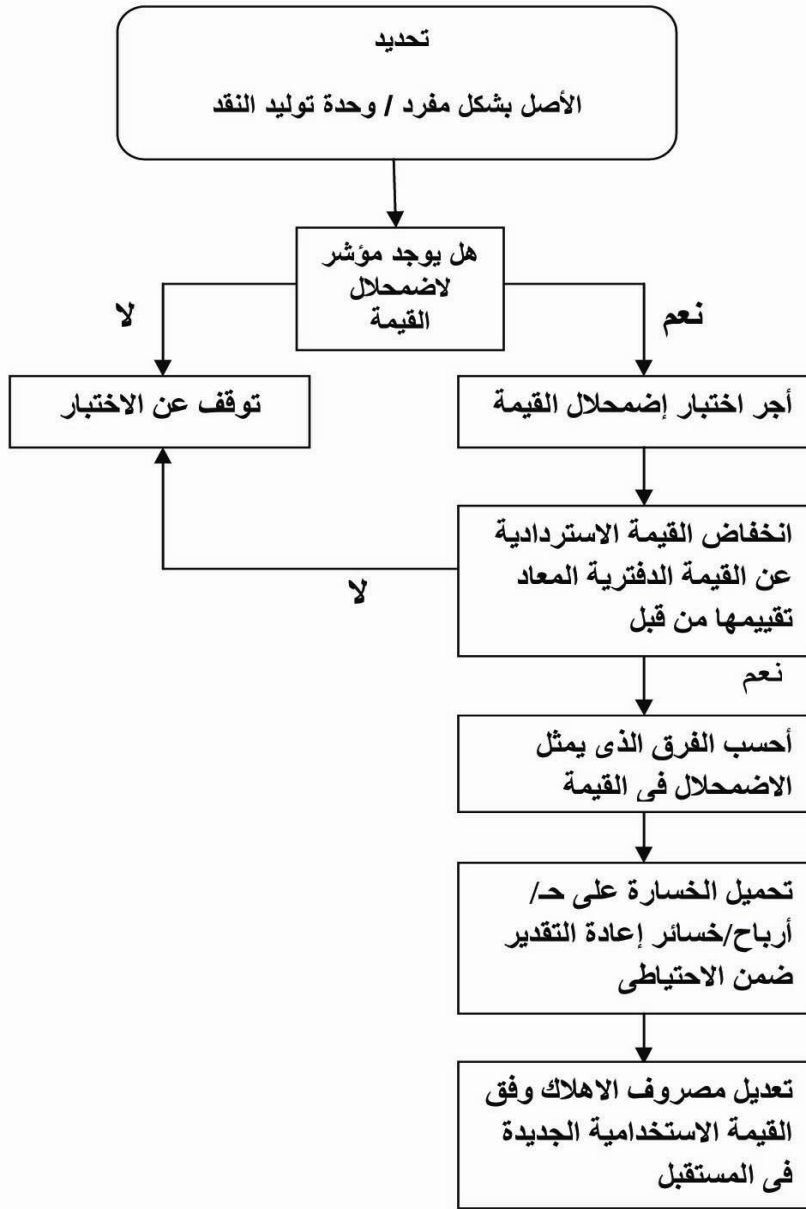 تحديد
الأصل بشكل مفرد / وحدة توليد النقد
هل يوجد مؤشر
لاضمحلال
القيمة
نعم
لا
أجر اختبار إضمحلال القيمة
توقف عن الاختبار
انخفاض القيمة الاستردادية
عن القيمة الدفترية المعاد
تقييمها من قبل
لا
نعم
أحسب الفرق الذى يمثل
الاضمحلال فى القيمة
تحميل الخسارة على حـ/
أرباح/خسائر إعادة التقدير
ضمن الاحتياطى
تعديل مصروف الاهلاك وفق
القيمة الاستخدامية الجديدة
فى المستقبل